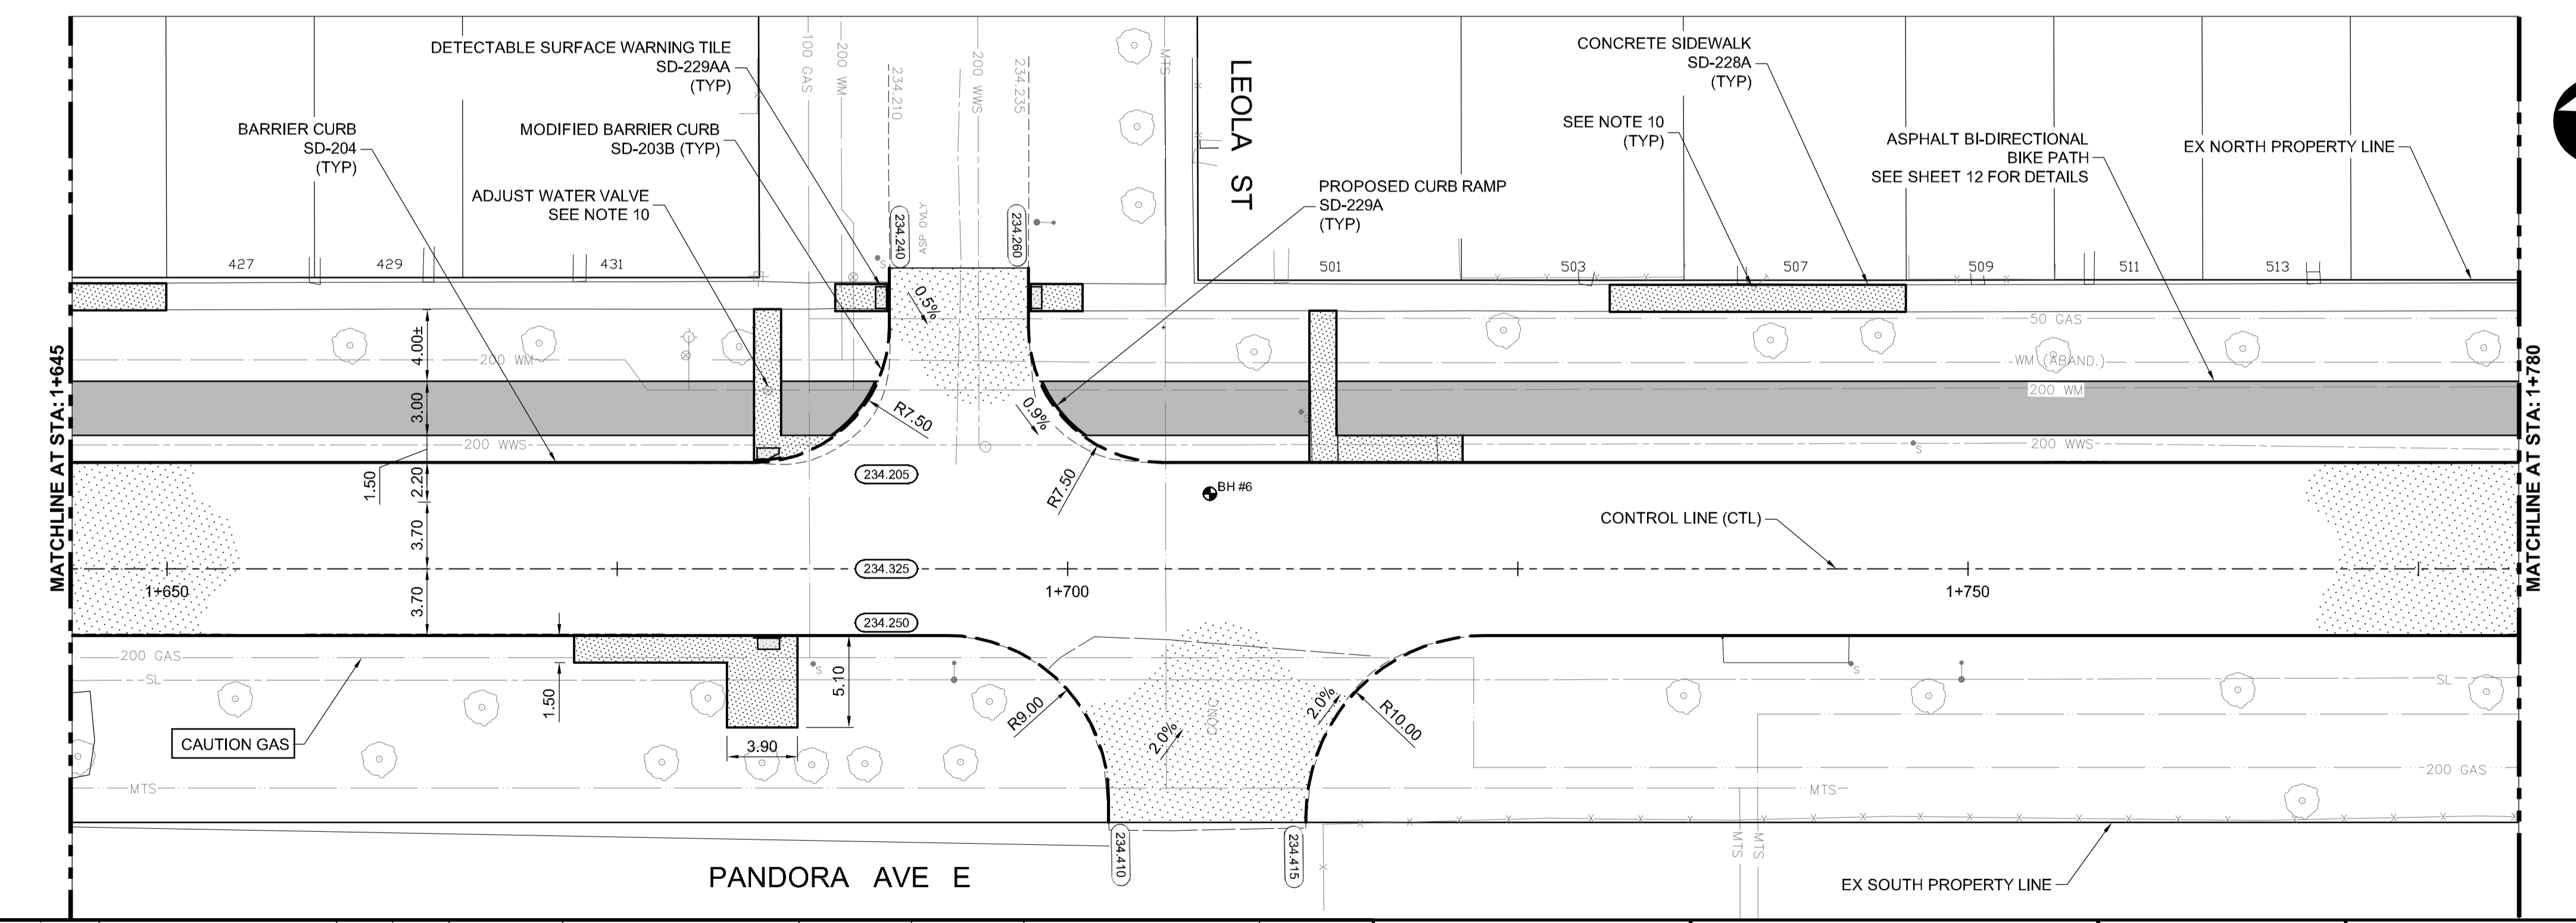 DETECTABLE SURFACE WARNING TILE
SD-229AA
(TYP)
BARRIER CURB
SD-204
(TYP)
MODIFIED BARRIER CURB
SD-203B (TYP)
ADJUST WATER VALVE
SEE NOTE 10
100 GAS
200 WM
234.210
200 WWS
234.235
MTS
LEOLA ST
CONCRETE SIDEWALK
SD-228A
(TYP)
SEE NOTE 10
(TYP)
ASPHALT BI-DIRECTIONAL
BIKE PATH
SEE SHEET 12 FOR DETAILS
EX NORTH PROPERTY LINE
PROPOSED CURB RAMP
SD-229A
(TYP)
234.240
ASP OVLY
234.260
427
429
431
501
503
507
509
511
513
S
0.5%
4.00±
200 WM
50 GAS
WM (ABAND.)
200 WM
3.00
R7.50
0.9%
R7.50
200 WWS
200 WWS
S
S
1.50
2.20
234.205
BH #6
3.70
CONTROL LINE (CTL)
234.325
1+650
1+700
1+750
3.70
234.250
MATCHLINE AT STA: 1+645
MATCHLINE AT STA: 1+780
200 GAS
SL
S
5.10
1.50
3.90
CAUTION GAS
R9.00
CONC
2.0%
2.0%
R10.00
S
SL
200 GAS
MTS
MTS
MTS
MTS
234.410
234.415
PANDORA AVE E
EX SOUTH PROPERTY LINE